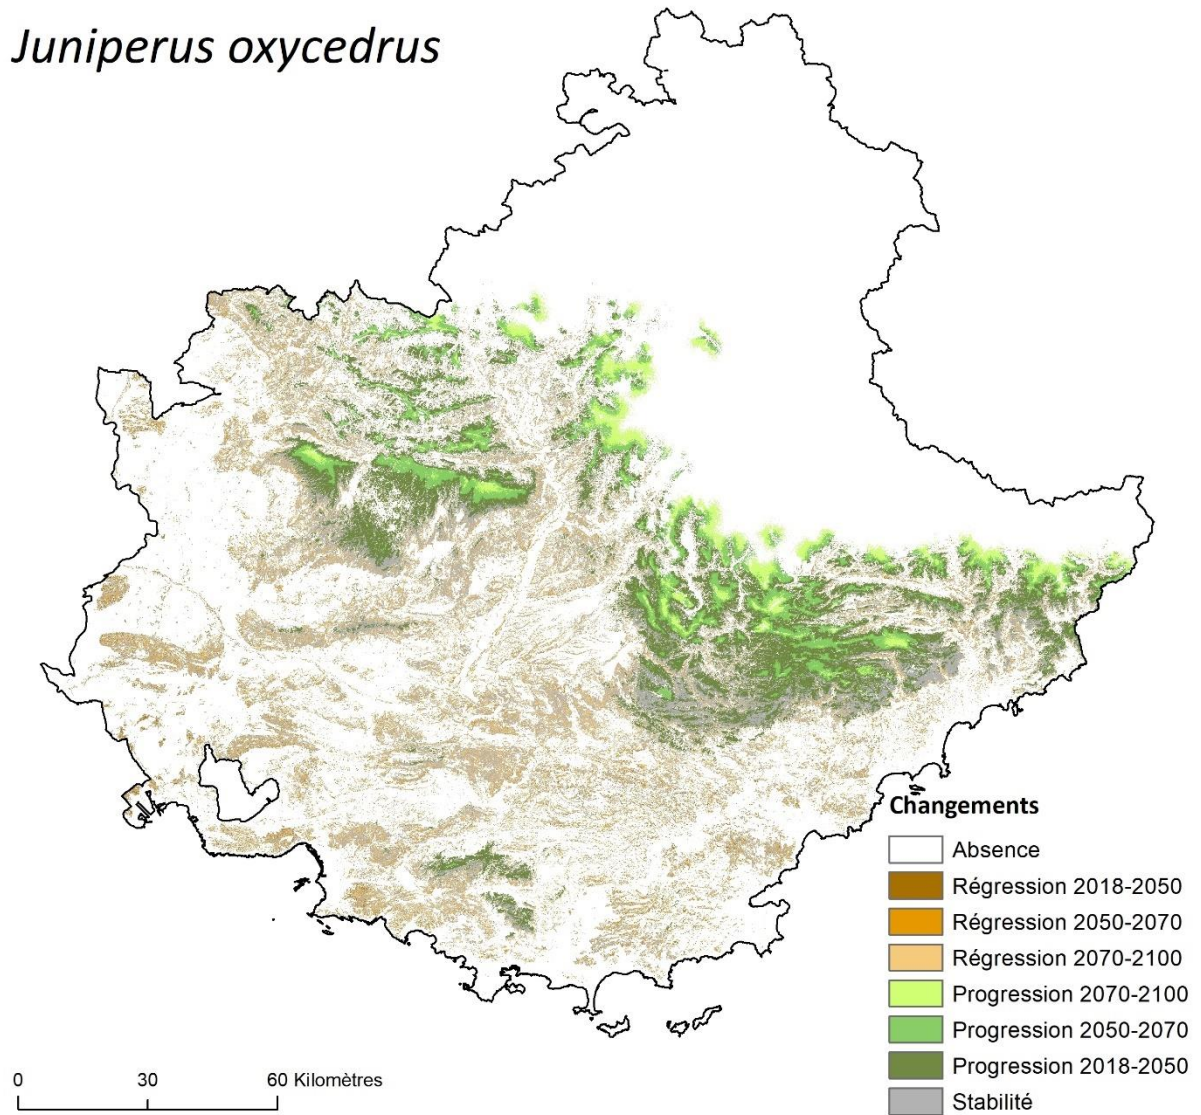 Juniperus oxycedrus
Changements
Absence
Régression 2018-2050
Régression 2050-2070
Régression 2070-2100
Progression 2070-2100
Progression 2050-2070
Progression 2018-2050
Stabilité
0 30 60 Kilomètres